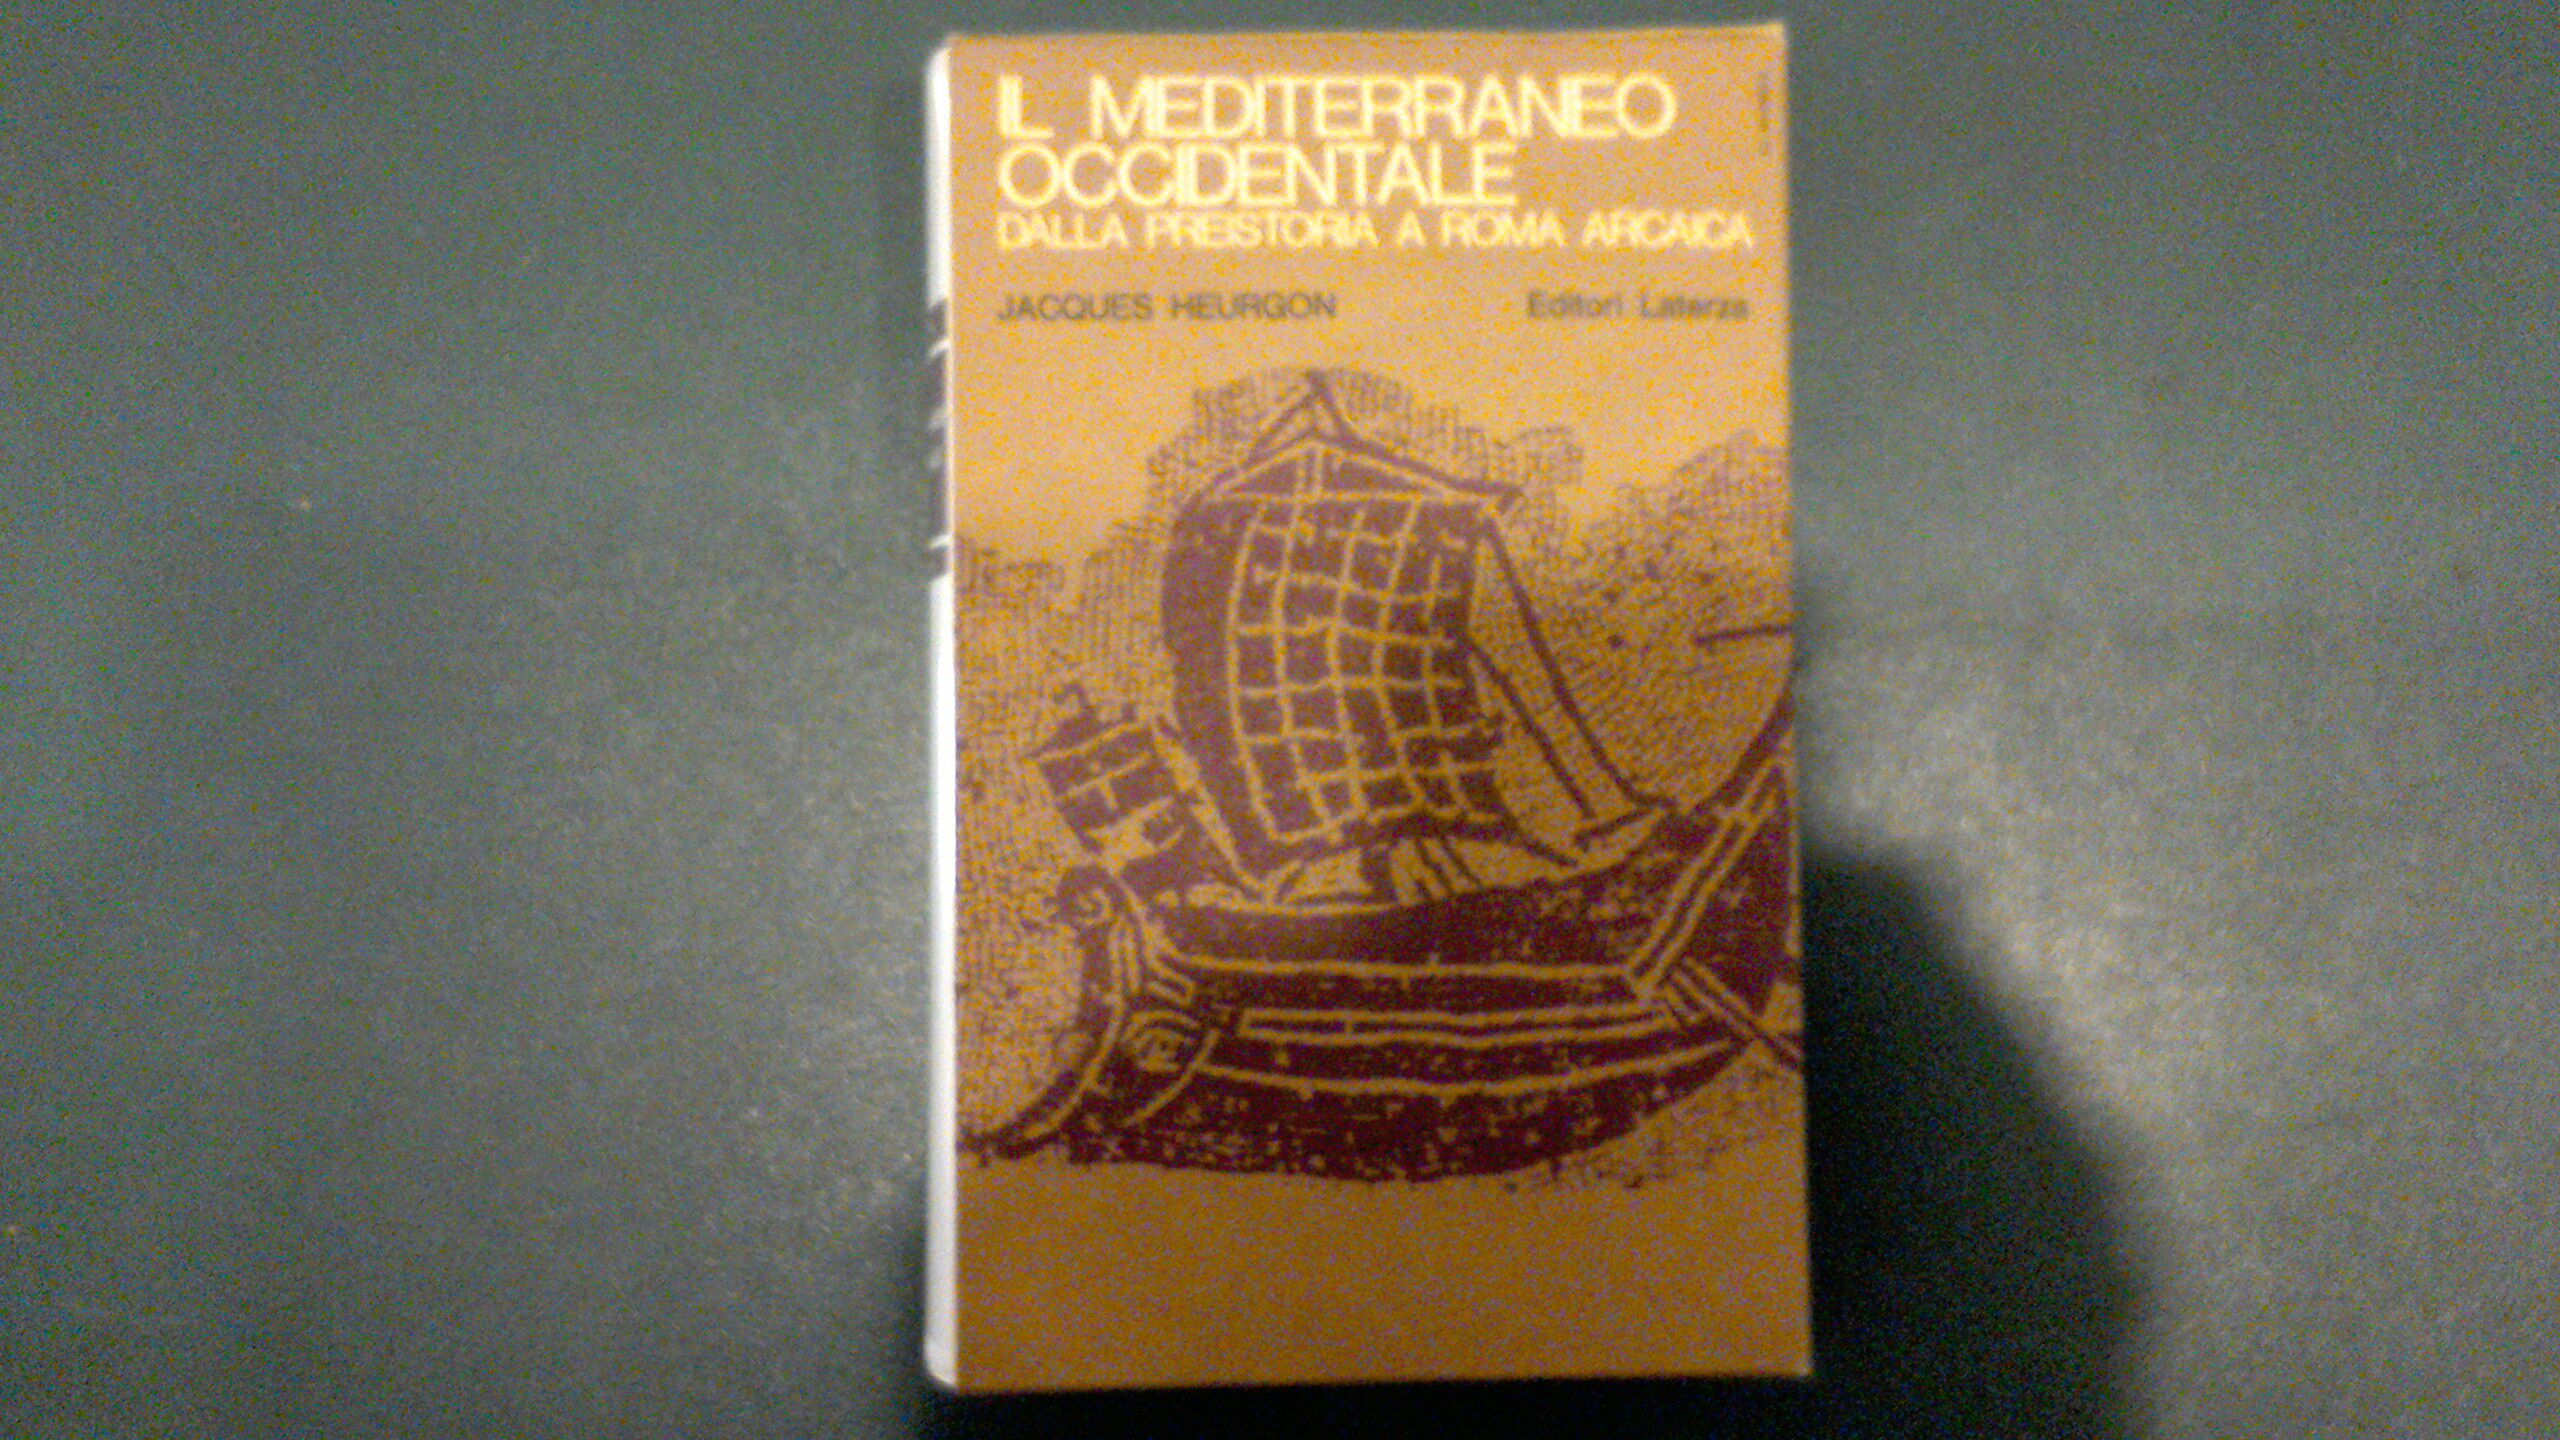 IL MEDITERRANEO
OCCIDENTALE
DALLA PREISTORIA A ROMA ARCAICA
JACQUES HEURGON Editori Laterza